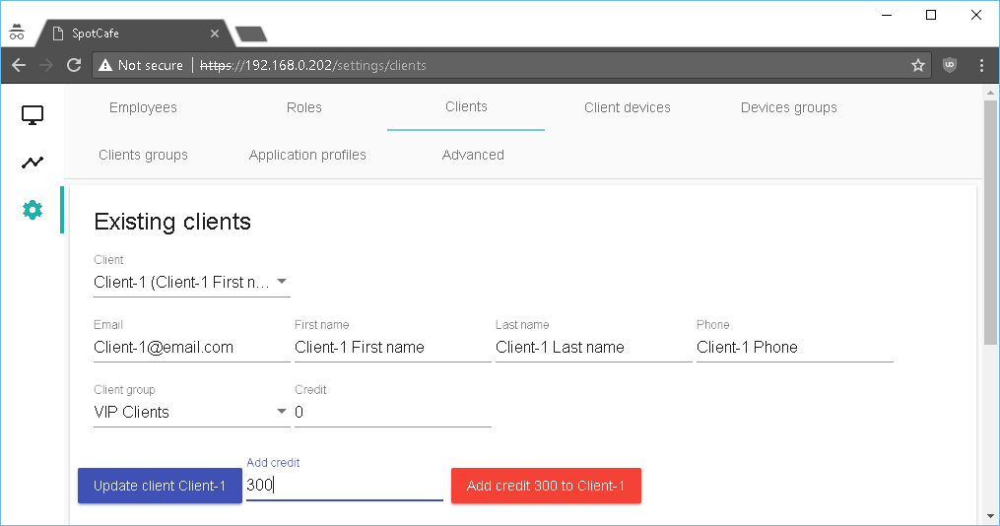 SpotCafe
Not secure | https://192.168.0.202/settings/clients
Employees Roles Clients Client devices Devices groups
Clients groups Application profiles Advanced
Existing clients
Client
Client-1 (Client-1 First n...
Email First name Last name Phone
Client-1@email.com Client-1 First name Client-1 Last name Client-1 Phone
Client group Credit
VIP Clients 0
Add credit
Update client Client-1 300 Add credit 300 to Client-1